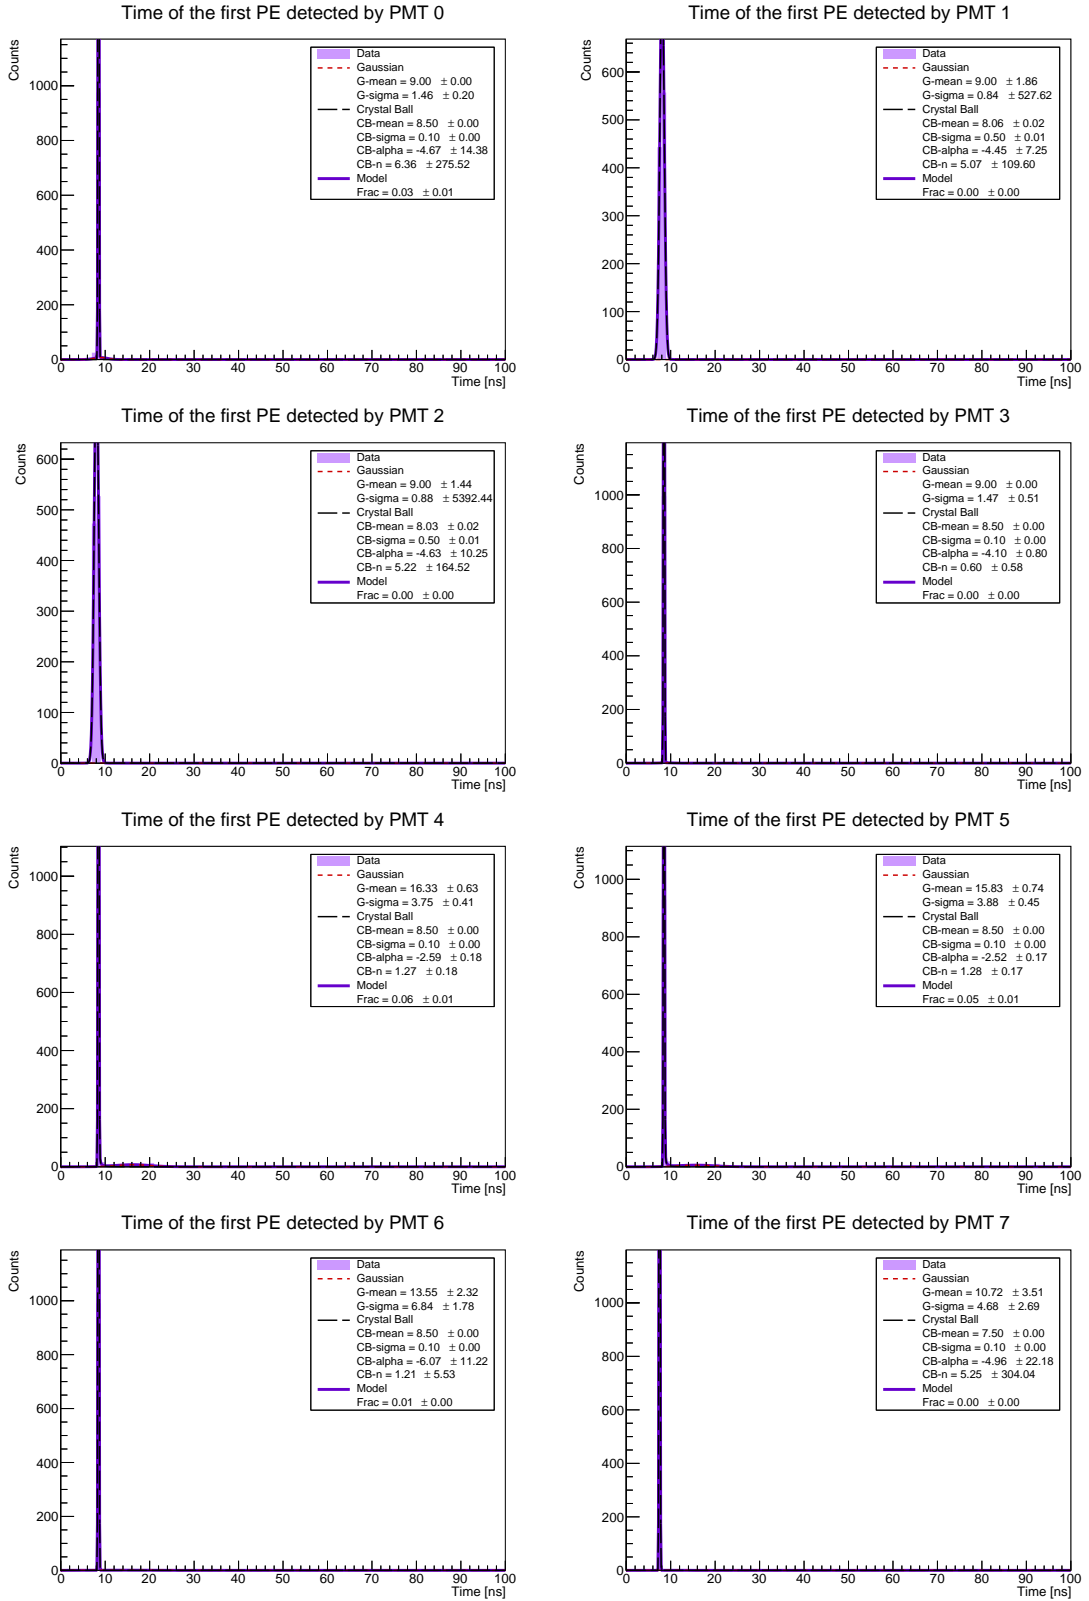 Time of the first PE detected by PMT 0
Counts
Data
Gaussian
G-mean = 9.00 ± 0.00
G-sigma = 1.46 ± 0.20
Crystal Ball
CB-mean = 8.50 ± 0.00
CB-sigma = 0.10 ± 0.00
CB-alpha = -4.67 ± 14.38
CB-n = 6.36 ± 275.52
Model
Frac = 0.03 ± 0.01
1000
800
600
400
200
0
0 10 20 30 40 50 60 70 80 90 100
Time [ns]
Time of the first PE detected by PMT 1
Counts
Data
Gaussian
G-mean = 9.00 ± 1.86
G-sigma = 0.84 ± 527.62
Crystal Ball
CB-mean = 8.06 ± 0.02
CB-sigma = 0.50 ± 0.01
CB-alpha = -4.45 ± 7.25
CB-n = 5.07 ± 109.60
Model
Frac = 0.00 ± 0.00
600
500
400
300
200
100
0
0 10 20 30 40 50 60 70 80 90 100
Time [ns]
Time of the first PE detected by PMT 2
Counts
Data
Gaussian
G-mean = 9.00 ± 1.44
G-sigma = 0.88 ± 5392.44
Crystal Ball
CB-mean = 8.03 ± 0.02
CB-sigma = 0.50 ± 0.01
CB-alpha = -4.63 ± 10.25
CB-n = 5.22 ± 164.52
Model
Frac = 0.00 ± 0.00
600
500
400
300
200
100
0
0 10 20 30 40 50 60 70 80 90 100
Time [ns]
Time of the first PE detected by PMT 3
Counts
Data
Gaussian
G-mean = 9.00 ± 0.00
G-sigma = 1.47 ± 0.51
Crystal Ball
CB-mean = 8.50 ± 0.00
CB-sigma = 0.10 ± 0.00
CB-alpha = -4.10 ± 0.80
CB-n = 0.60 ± 0.58
Model
Frac = 0.00 ± 0.00
1000
800
600
400
200
0
0 10 20 30 40 50 60 70 80 90 100
Time [ns]
Time of the first PE detected by PMT 4
Counts
Data
Gaussian
G-mean = 16.33 ± 0.63
G-sigma = 3.75 ± 0.41
Crystal Ball
CB-mean = 8.50 ± 0.00
CB-sigma = 0.10 ± 0.00
CB-alpha = -2.59 ± 0.18
CB-n = 1.27 ± 0.18
Model
Frac = 0.06 ± 0.01
1000
800
600
400
200
0
0 10 20 30 40 50 60 70 80 90 100
Time [ns]
Time of the first PE detected by PMT 5
Counts
Data
Gaussian
G-mean = 15.83 ± 0.74
G-sigma = 3.88 ± 0.45
Crystal Ball
CB-mean = 8.50 ± 0.00
CB-sigma = 0.10 ± 0.00
CB-alpha = -2.52 ± 0.17
CB-n = 1.28 ± 0.17
Model
Frac = 0.05 ± 0.01
1000
800
600
400
200
0
0 10 20 30 40 50 60 70 80 90 100
Time [ns]
Time of the first PE detected by PMT 6
Counts
Data
Gaussian
G-mean = 13.55 ± 2.32
G-sigma = 6.84 ± 1.78
Crystal Ball
CB-mean = 8.50 ± 0.00
CB-sigma = 0.10 ± 0.00
CB-alpha = -6.07 ± 11.22
CB-n = 1.21 ± 5.53
Model
Frac = 0.01 ± 0.00
1000
800
600
400
200
0
0 10 20 30 40 50 60 70 80 90 100
Time [ns]
Time of the first PE detected by PMT 7
Counts
Data
Gaussian
G-mean = 10.72 ± 3.51
G-sigma = 4.68 ± 2.69
Crystal Ball
CB-mean = 7.50 ± 0.00
CB-sigma = 0.10 ± 0.00
CB-alpha = -4.96 ± 22.18
CB-n = 5.25 ± 304.04
Model
Frac = 0.00 ± 0.00
1000
800
600
400
200
0
0 10 20 30 40 50 60 70 80 90 100
Time [ns]